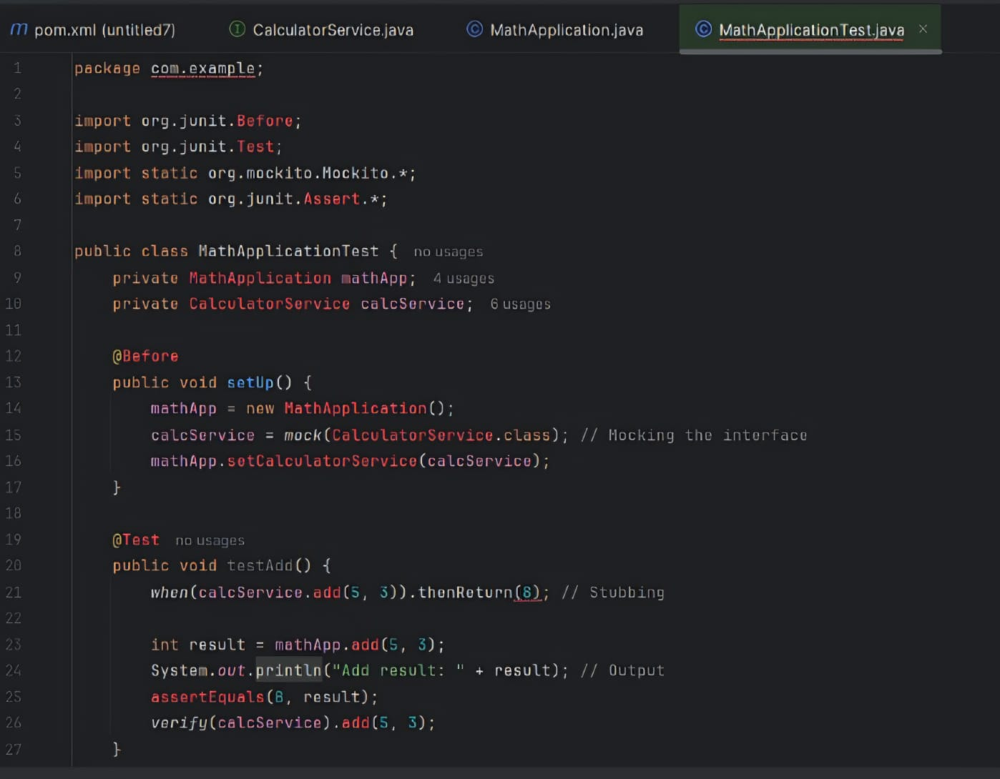 pom.xml (untitled7) CalculatorService.java MathApplication.java MathApplicationTest.java
1 package com.example;
2
3 import org.junit.Before;
4 import org.junit.Test;
5 import static org.mockito.Mockito.*;
6 import static org.junit.Assert.*;
7
8 public class MathApplicationTest { no usages
9 private MathApplication mathApp; 4 usages
10 private CalculatorService calcService; 6 usages
11
12 @Before
13 public void setUp() {
14 mathApp = new MathApplication();
15 calcService = mock(CalculatorService.class); // Mocking the interface
16 mathApp.setCalculatorService(calcService);
17 }
18
19 @Test no usages
20 public void testAdd() {
21 when(calcService.add(5, 3)).thenReturn(8); // Stubbing
22
23 int result = mathApp.add(5, 3);
24 System.out.println("Add result: " + result); // Output
25 assertEquals(8, result);
26 verify(calcService).add(5, 3);
27 }